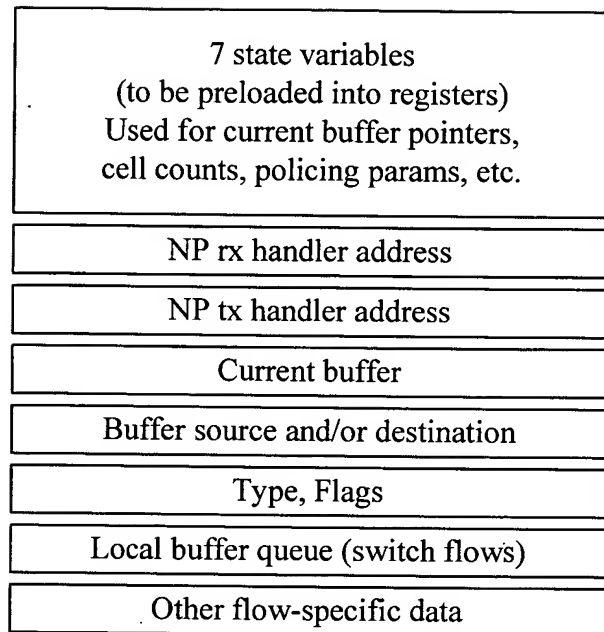 7 state variables
(to be preloaded into registers)
Used for current buffer pointers,
cell counts, policing params, etc.
NP rx handler address
NP tx handler address
Current buffer
Buffer source and/or destination
Type, Flags
Local buffer queue (switch flows)
Other flow-specific data